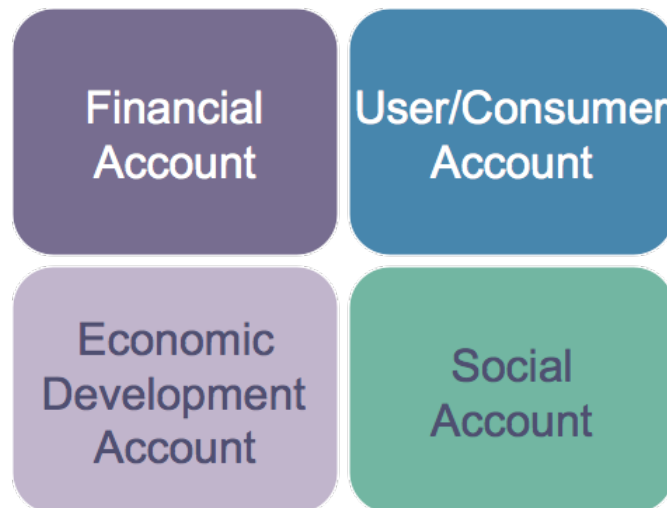 Financial
Account
User/Consumer
Account
Economic
Development
Account
Social
Account